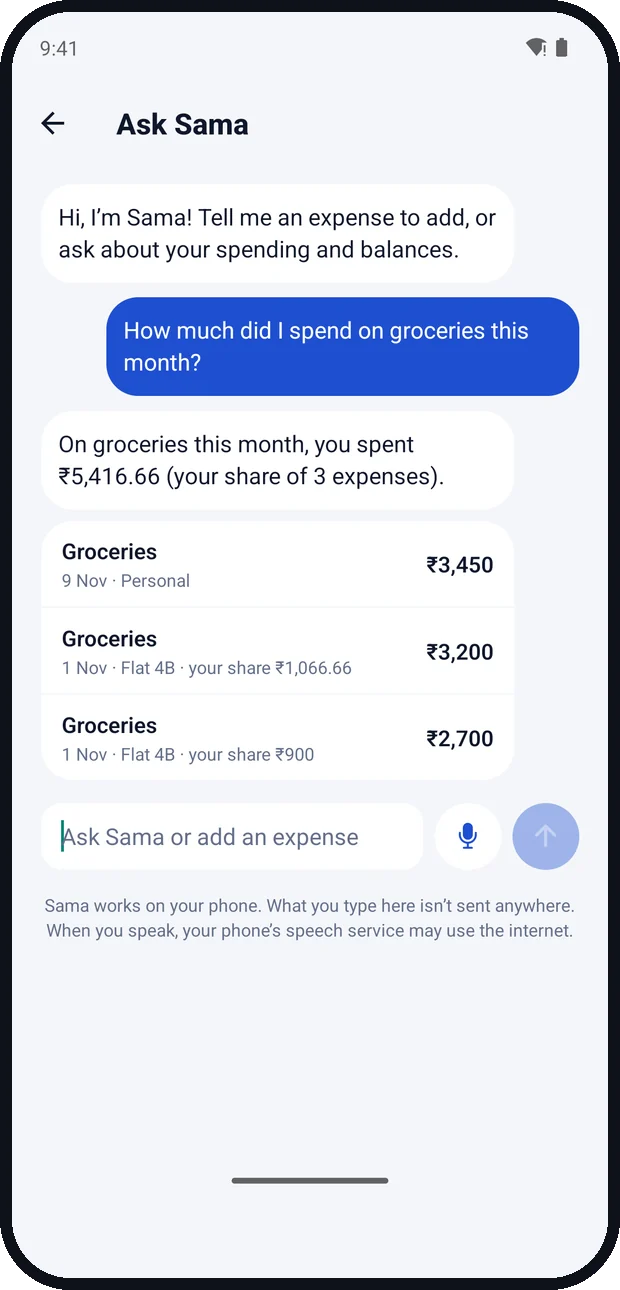 9:41
Ask Sama
Hi, I’m Sama! Tell me an expense to add, or
ask about your spending and balances.
How much did I spend on groceries this
month?
On groceries this month, you spent
₹5,416.66 (your share of 3 expenses).
Groceries
₹3,450
9 Nov · Personal
Groceries
₹3,200
1 Nov · Flat 4B · your share ₹1,066.66
Groceries
₹2,700
1 Nov · Flat 4B · your share ₹900
Ask Sama or add an expense
Sama works on your phone. What you type here isn’t sent anywhere.
When you speak, your phone’s speech service may use the internet.